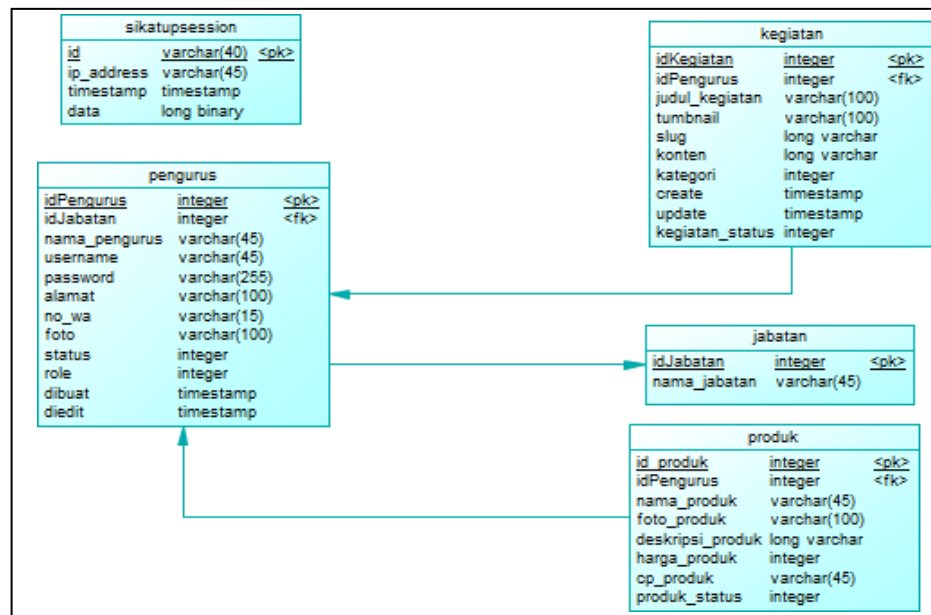 sikatupsession
id varchar(40) <pk>
ip_address varchar(45)
timestamp timestamp
data long binary
kegiatan
idKegiatan integer <pk>
idPengurus integer <fk>
judul_kegiatan varchar(100)
tumbnail varchar(100)
slug long varchar
konten long varchar
kategori integer
create timestamp
update timestamp
kegiatan_status integer
pengurus
idPengurus integer <pk>
idJabatan integer <fk>
nama_pengurus varchar(45)
username varchar(45)
password varchar(255)
alamat varchar(100)
no_wa varchar(15)
foto varchar(100)
status integer
role integer
dibuat timestamp
diedit timestamp
jabatan
idJabatan integer <pk>
nama_jabatan varchar(45)
produk
id_produk integer <pk>
idPengurus integer <fk>
nama_produk varchar(45)
foto_produk varchar(100)
deskripsi_produk long varchar
harga_produk integer
cp_produk varchar(45)
produk_status integer